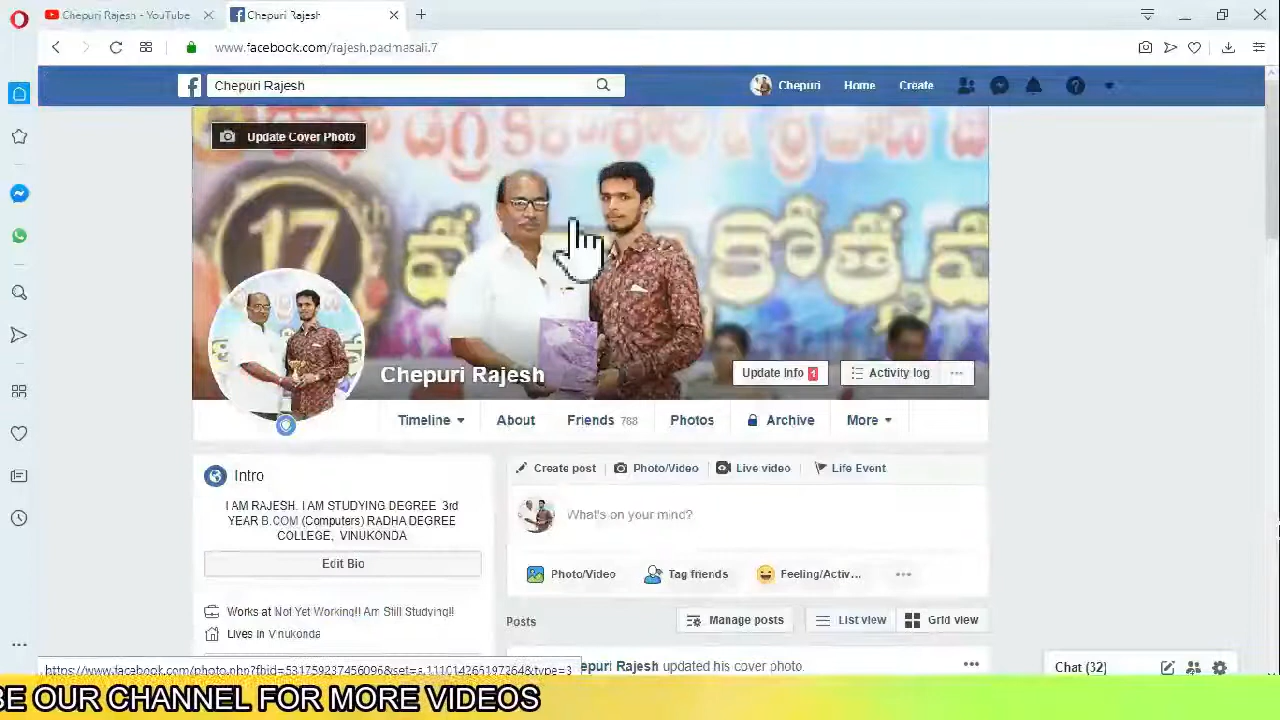 Chepuri Rajesh - YouTube
Chepuri Rajesh
www.facebook.com/rajesh.padmasali.7
Chepuri Rajesh
Chepuri
Home
Create
Update Cover Photo
17
th
Chepuri Rajesh
Update Info 1
Activity log
Timeline
About
Friends 768
Photos
Archive
More
Intro
I AM RAJESH. I AM STUDYING DEGREE 3rd
YEAR B.COM (Computers) RADHA DEGREE
COLLEGE, VINUKONDA
Edit Bio
Works at Not Yet Working!! Am Still Studying!!
Lives in Vinukonda
Create post
Photo/Video
Live video
Life Event
What's on your mind?
Photo/Video
Tag friends
Feeling/Activ...
Posts
Manage posts
List view
Grid view
epuri Rajesh updated his cover photo.
Chat (32)
BE OUR CHANNEL FOR MORE VIDEOS